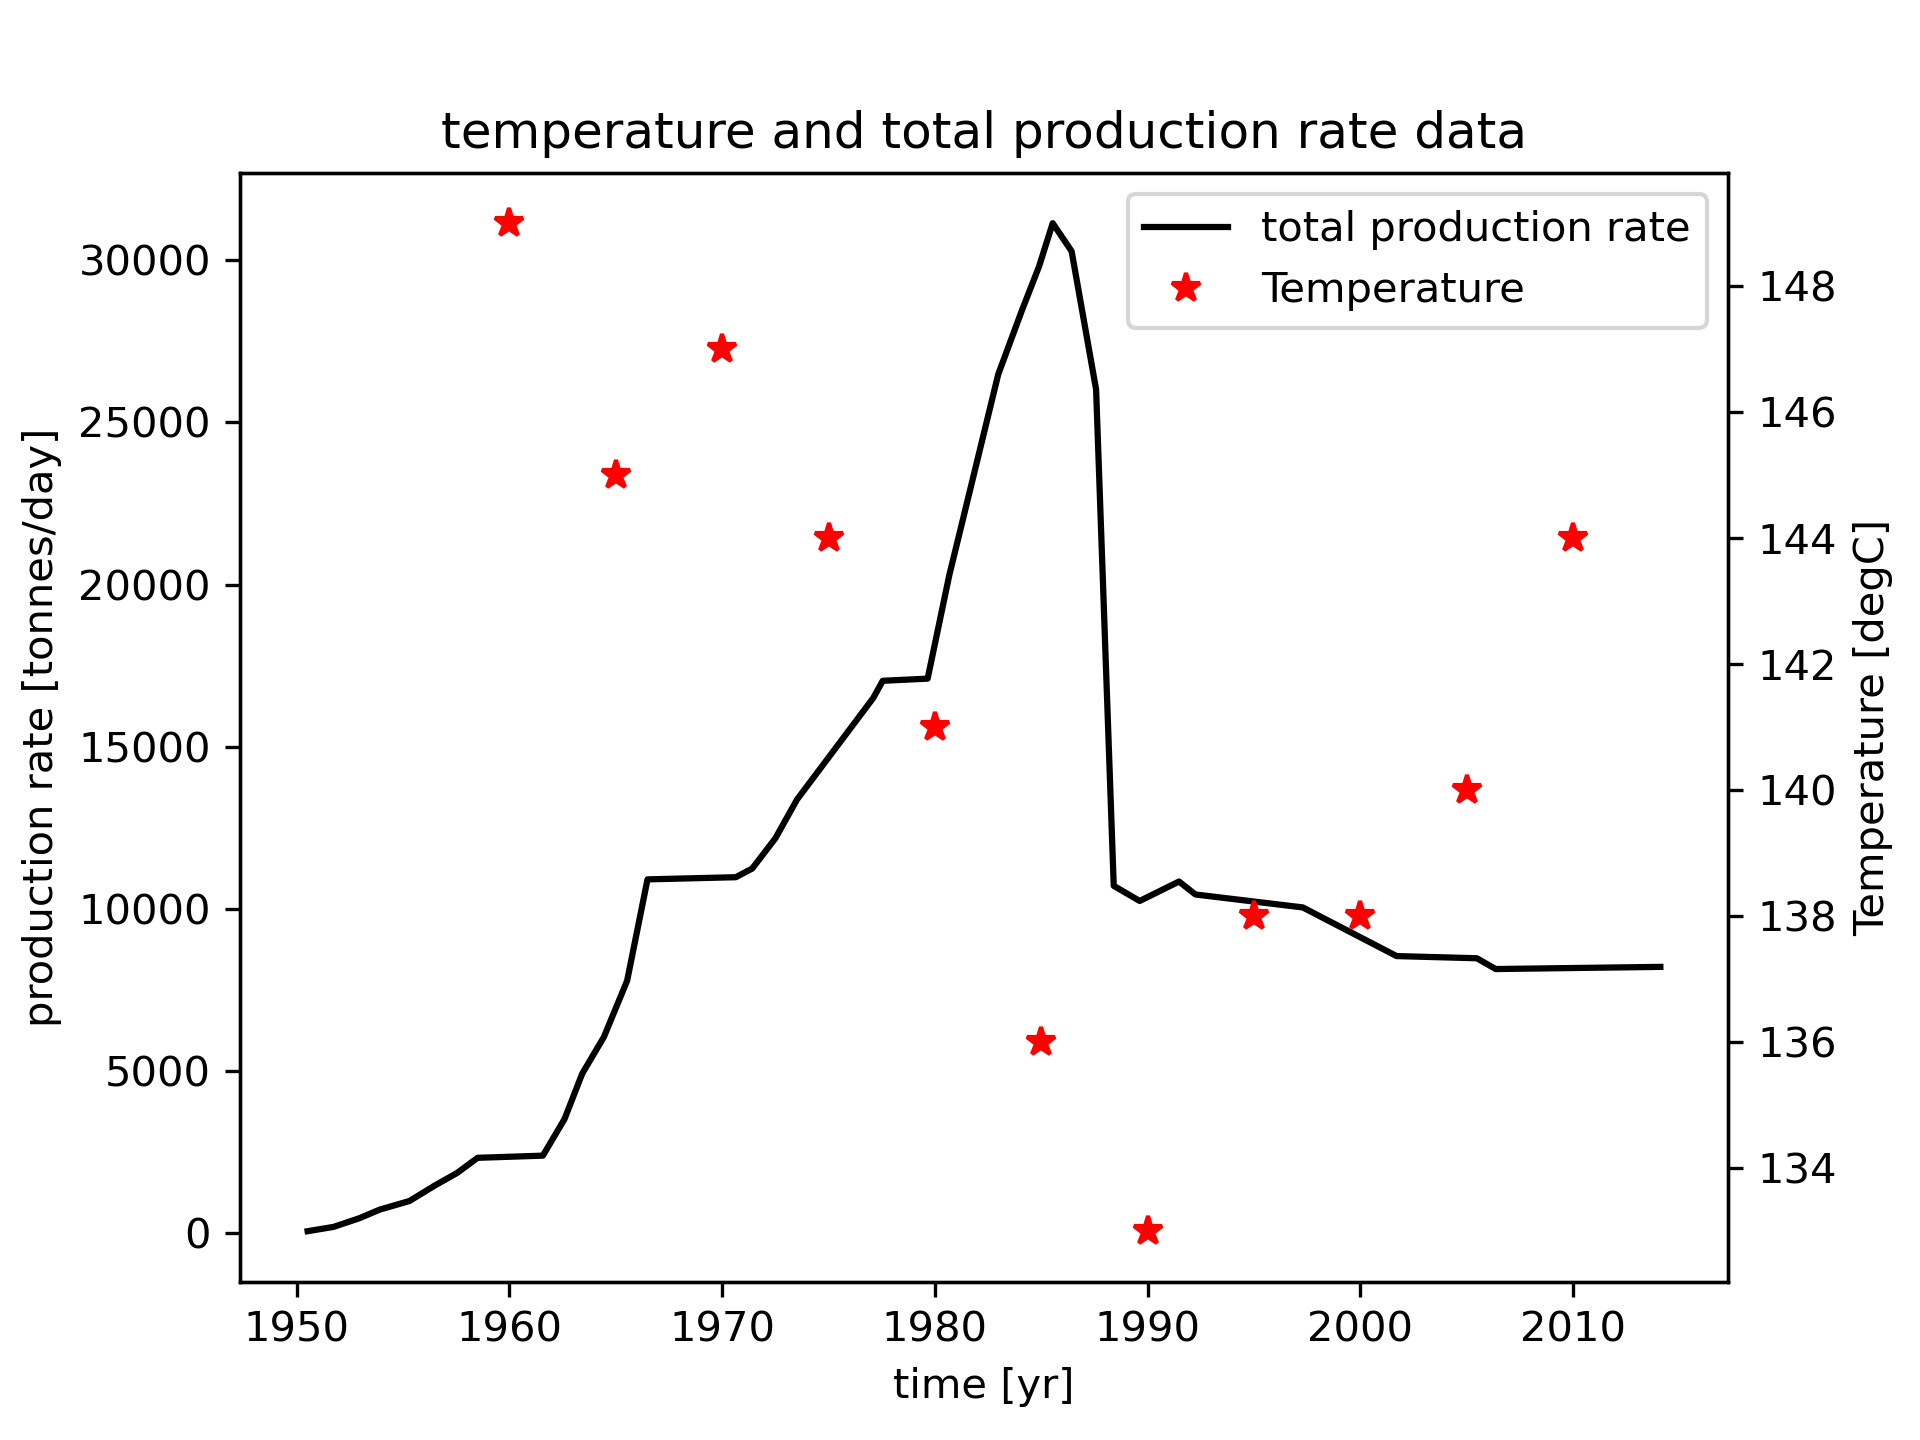 temperature and total production rate data
total production rate
Temperature
production rate [tonnes/day]
30000
25000
20000
15000
10000
5000
0
148
146
144
142
140
138
136
134
Temperature [degC]
1950 1960 1970 1980 1990 2000 2010
time [yr]